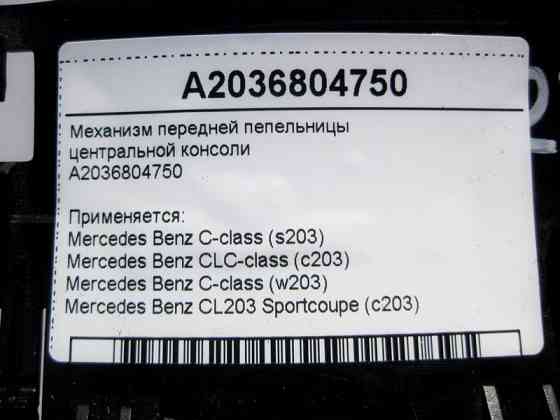 A2036804750
Механизм передней пепельницы
центральной консоли
A2036804750
Применяется:
Mercedes Benz C-class (s203)
Mercedes Benz CLC-class (c203)
Mercedes Benz C-class (w203)
Mercedes Benz CL203 Sportcoupe (c203)